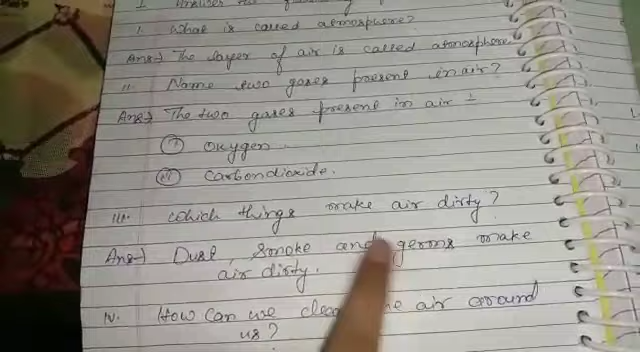 i. What is called atmosphere?
Ans→ The layer of air is called atmosphere.
ii. Name two gases present in air?
Ans→ The two gases present in air :-
(i) Oxygen.
(ii) Carbondioxide.
iii. Which things make air dirty?
Ans→ Dust, Smoke and germs make
air dirty.
iv. How can we air around
us?